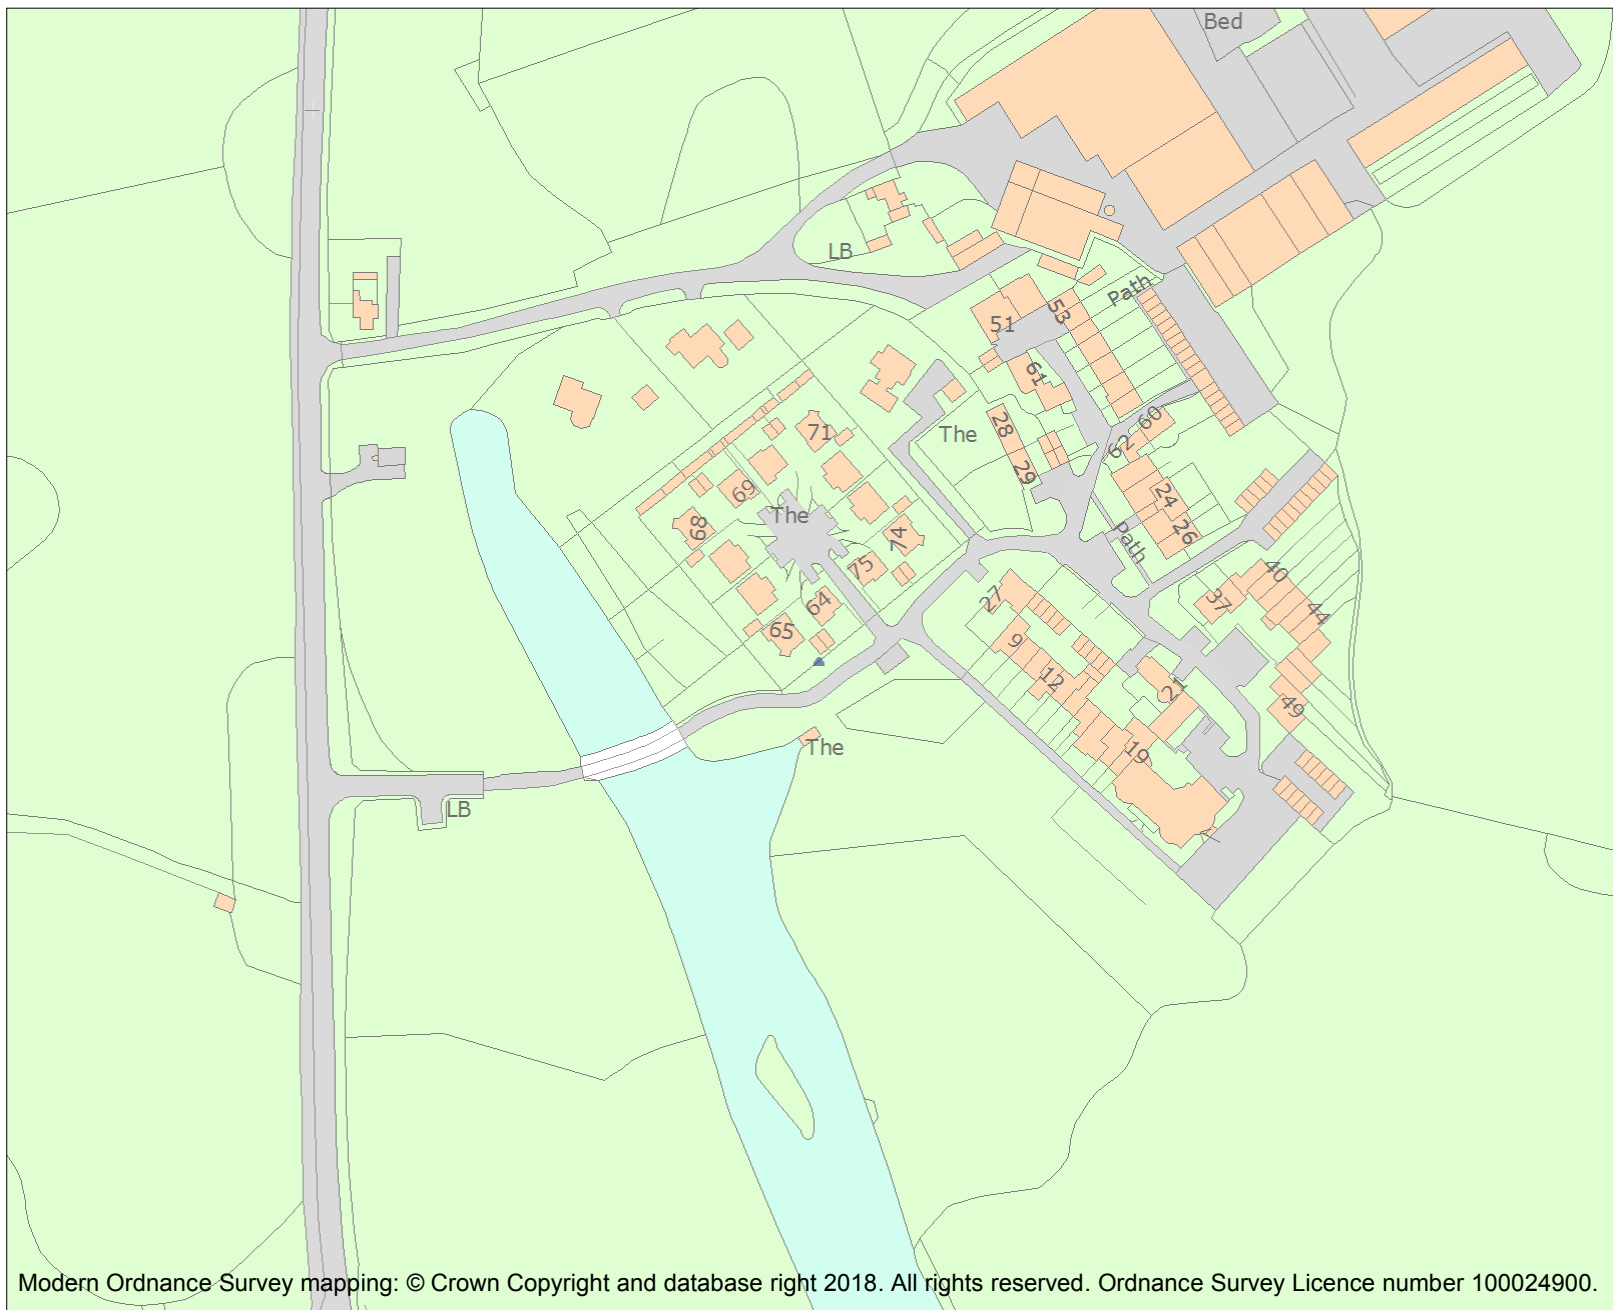 Bed
LB
Path
53
51
61
28
The
71
60
62
29
69
24
The
68
26
74
Path
75
40
27
64
37
44
65
9
12
21
49
The
19
LB
Modern Ordnance Survey mapping: © Crown Copyright and database right 2018. All rights reserved. Ordnance Survey Licence number 100024900.